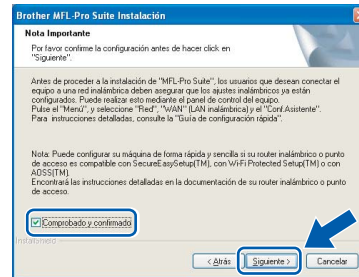 Brother MFL-Pro Suite Instalación
Nota Importante
Por favor confirme la configuración antes de hacer click en
"Siguiente".
Antes de proceder a la instalación de "MFL-Pro Suite", los usuarios que desean conectar el
equipo a una red inalámbrica deben asegurar que los ajustes inalámbricos ya están
configurados. Puede realizar esto mediante el panel de control del equipo.
Pulse el "Menú", y seleccione "Red", "WAN" (LAN inalámbrica) y el "Conf.Asistente".
Para instrucciones detalladas, consulte la "Guía de configuración rápida".
Nota: Puede configurar su máquina de forma rápida y sencilla si su router inalámbrico o punto
de acceso es compatible con SecureEasySetup(TM), con Wi-Fi Protected Setup(TM) o con
AOSS(TM).
Encontrará las instrucciones detalladas en la documentación de su router inalámbrico o punto
de acceso.
Comprobado y confirmado
InstallShield
< Atrás
Siguiente >
Cancelar